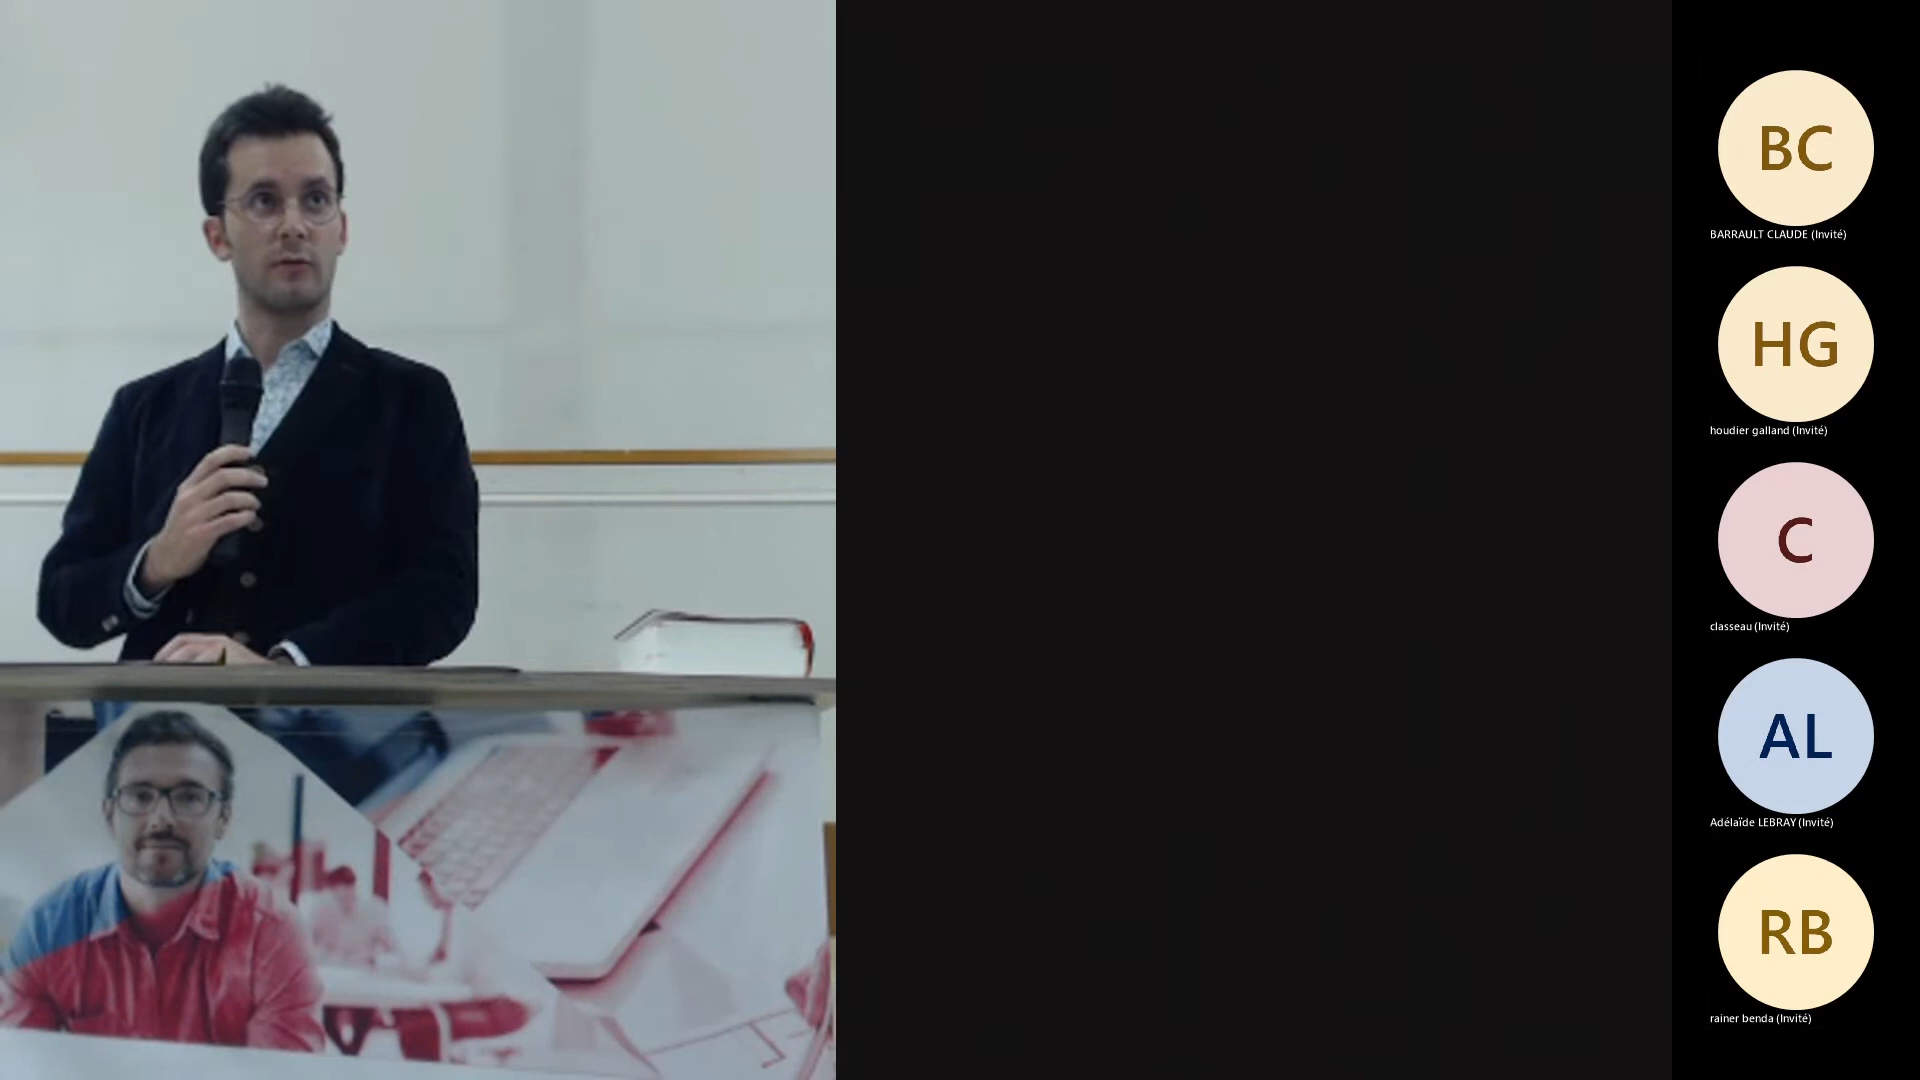 BC
BARRAULT CLAUDE (Invité)
HG
houdier galland (Invité)
C
classeau (Invité)
AL
Adélaïde LEBRAY (Invité)
RB
rainer benda (Invité)